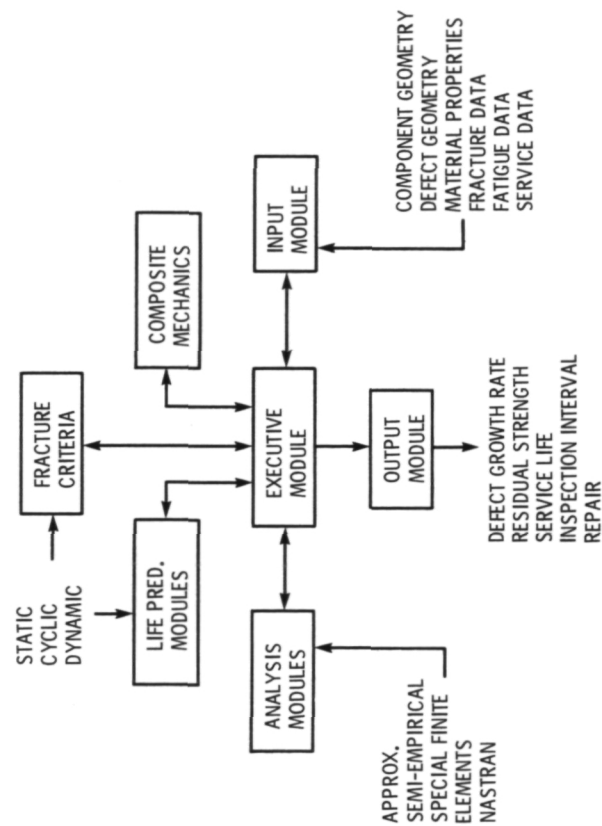 STATIC
CYCLIC
DYNAMIC
FRACTURE
CRITERIA
LIFE PRED.
MODULES
COMPOSITE
MECHANICS
ANALYSIS
MODULES
EXECUTIVE
MODULE
INPUT
MODULE
OUTPUT
MODULE
APPROX.
SEMI-EMPIRICAL
SPECIAL FINITE
ELEMENTS
NASTRAN
DEFECT GROWTH RATE
RESIDUAL STRENGTH
SERVICE LIFE
INSPECTION INTERVAL
REPAIR
COMPONENT GEOMETRY
DEFECT GEOMETRY
MATERIAL PROPERTIES
FRACTURE DATA
FATIGUE DATA
SERVICE DATA